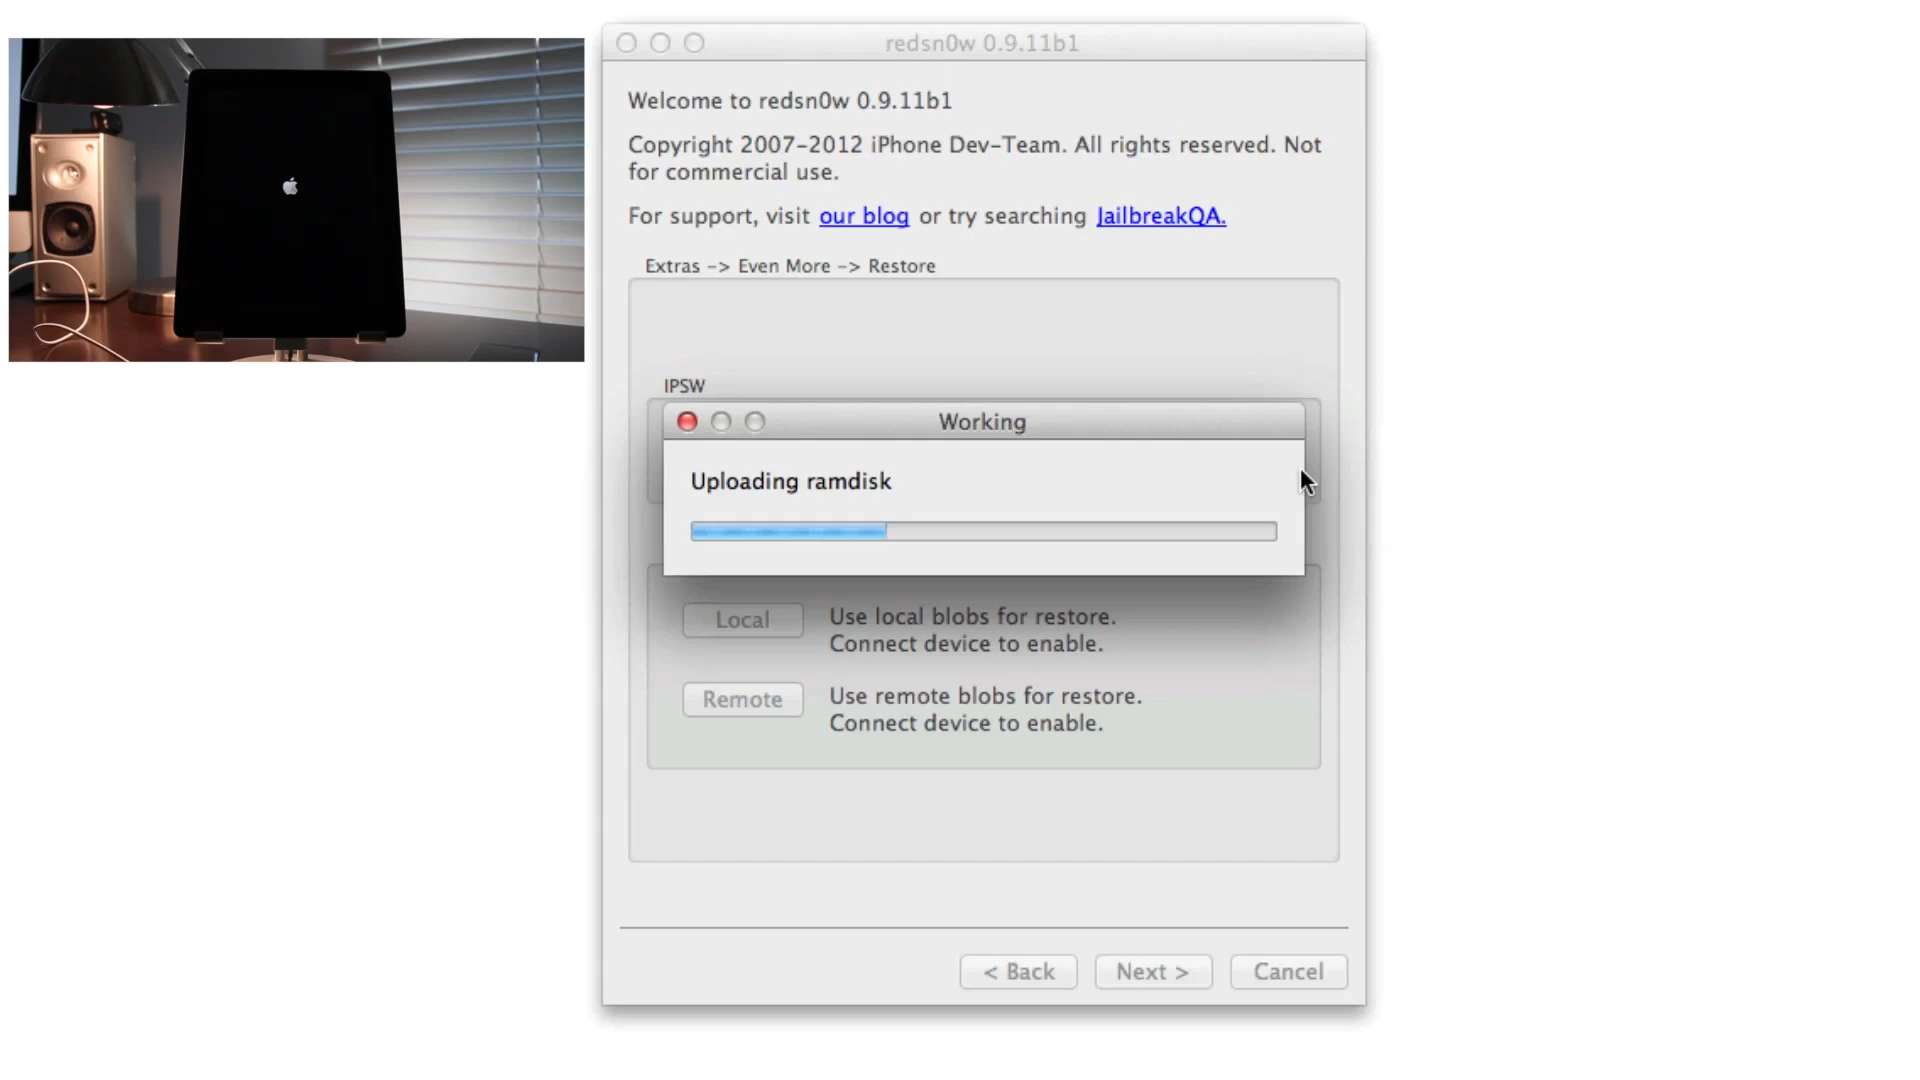 redsn0w 0.9.11b1
Welcome to redsn0w 0.9.11b1
Copyright 2007-2012 iPhone Dev-Team. All rights reserved. Not
for commercial use.
For support, visit our blog or try searching JailbreakQA.
Extras -> Even More -> Restore
IPSW
Working
Uploading ramdisk
Local
Use local blobs for restore.
Connect device to enable.
Remote
Use remote blobs for restore.
Connect device to enable.
< Back
Next >
Cancel